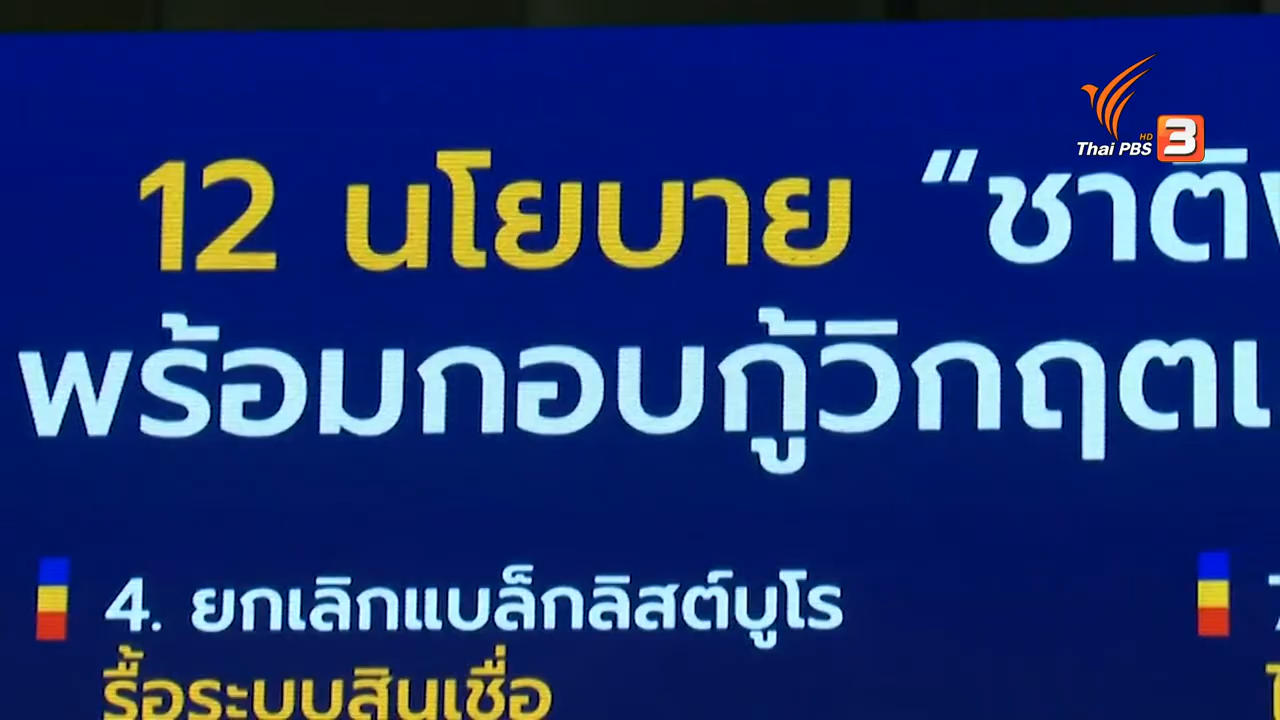 HD
Thai PBS 3
12 นโยบาย “ชาติ
พร้อมกอบกู้วิกฤต
4. ยกเลิกแบล็กลิสต์บูโร
รื้อระบบสินเชื่อ